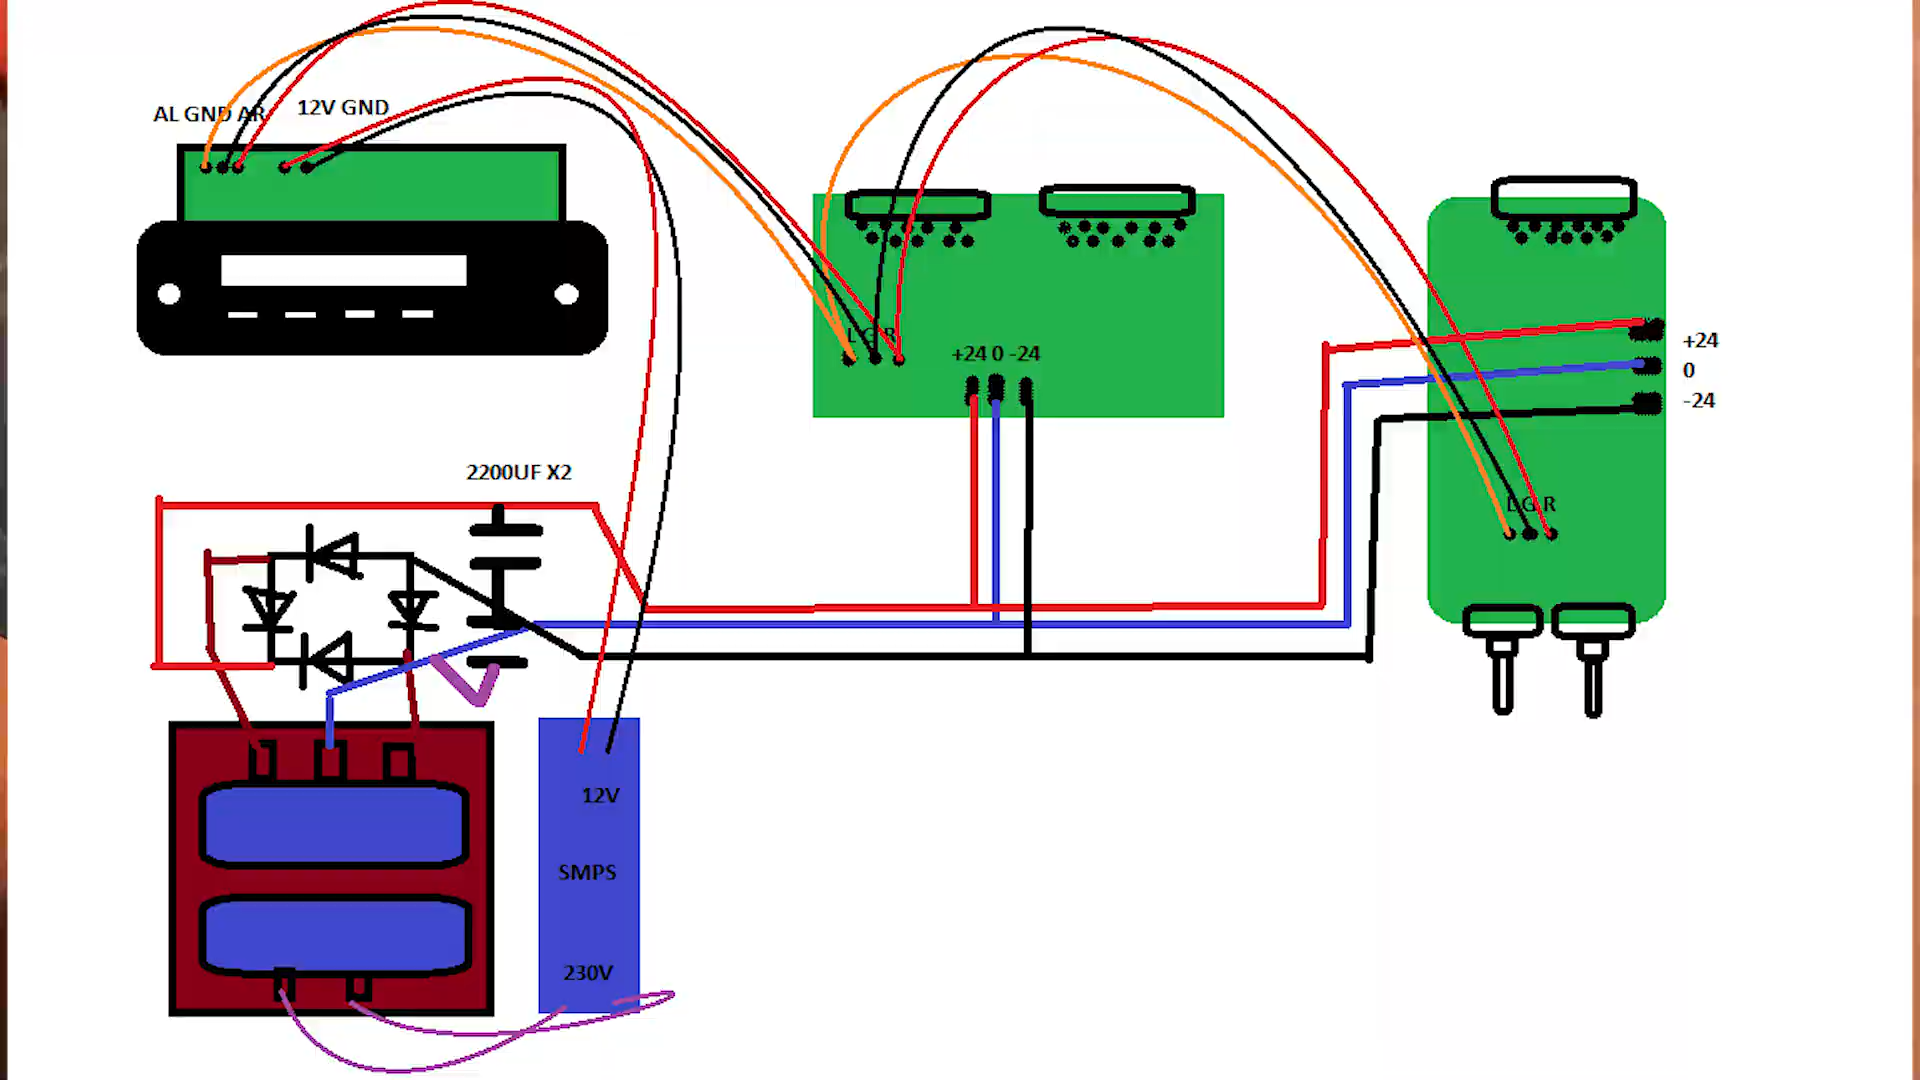 AL GND AR
12V GND
L G R
+24 0 -24
+24
0
-24
2200UF X2
L G R
12V
SMPS
230V